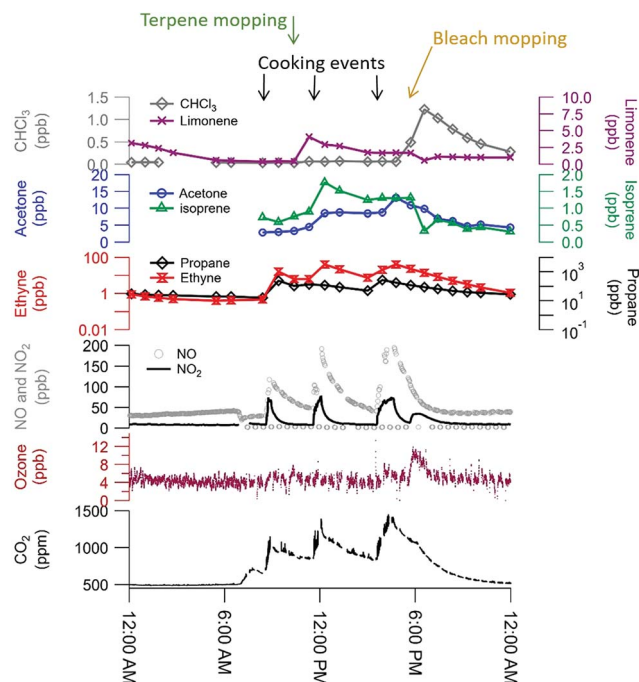 Terpene mopping
Bleach mopping
Cooking events
CHCl3
(ppb)
1.5
1.0
0.5
0.0
CHCl3
Limonene
10.0
7.5
5.0
2.5
0.0
Limonene
(ppb)
Acetone
(ppb)
20
15
10
5
0
Acetone
isoprene
2.0
1.5
1.0
0.5
0.0
Isoprene
(ppb)
Ethyne
(ppb)
100
1
0.01
Propane
Ethyne
10^3
10^1
10^-1
Propane
(ppb)
NO and NO2
(ppb)
200
150
100
50
0
NO
NO2
Ozone
(ppb)
12
8
4
0
CO2
(ppm)
1500
1000
500
12:00 AM
6:00 AM
12:00 PM
6:00 PM
12:00 AM